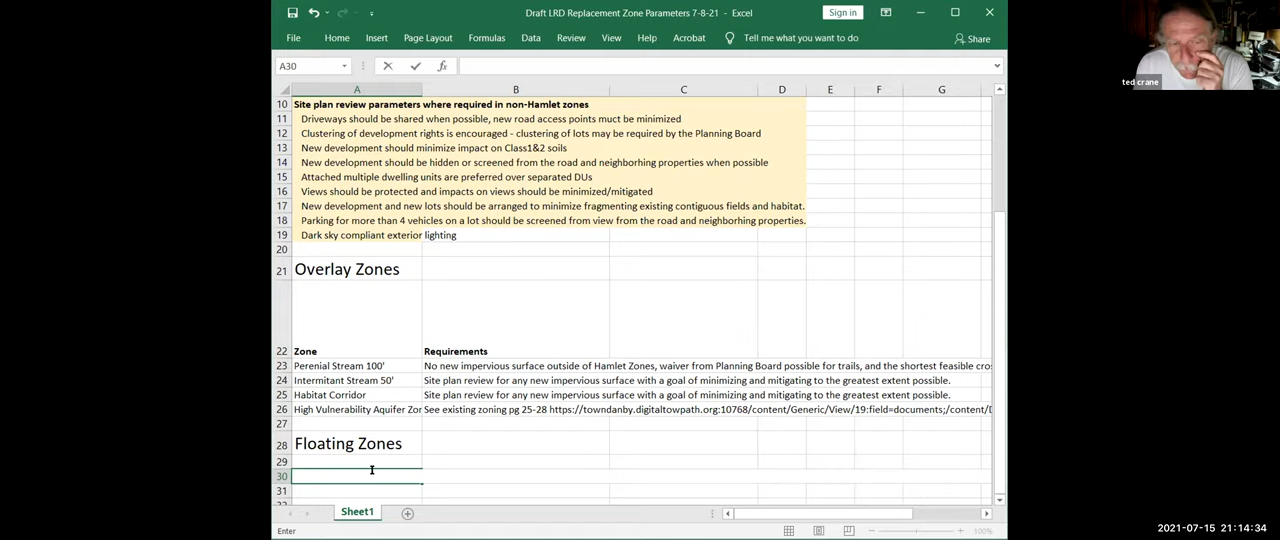 Draft LRD Replacement Zone Parameters 7-8-21 - Excel
Sign in
File Home Insert Page Layout Formulas Data Review View Help Acrobat Tell me what you want to do Share
A30
fx
A B C D E F G
10 Site plan review parameters where required in non-Hamlet zones
11 Driveways should be shared when possible, new road access points muct be minimized
12 Clustering of development rights is encouraged - clustering of lots may be required by the Planning Board
13 New development should minimize impact on Class1&2 soils
14 New development should be hidden or screened from the road and neighborhing properties when possible
15 Attached multiple dwelling units are preferred over separated DUs
16 Views should be protected and impacts on views should be minimized/mitigated
17 New development and new lots should be arranged to minimize fragmenting existing contiguous fields and habitat.
18 Parking for more than 4 vehicles on a lot should be screened from view from the road and neighborhing properties.
19 Dark sky compliant exterior lighting
20
21 Overlay Zones
22 Zone Requirements
23 Perenial Stream 100' No new impervious surface outside of Hamlet Zones, waiver from Planning Board possible for trails, and the shortest feasible cros
24 Intermitant Stream 50' Site plan review for any new impervious surface with a goal of minimizing and mitigating to the greatest extent possible.
25 Habitat Corridor Site plan review for any new impervious surface with a goal of minimizing and mitigating to the greatest extent possible.
26 High Vulnerability Aquifer Zor See existing zoning pg 25-28 https://towndanby.digitaltowpath.org:10768/content/Generic/View/19:field=documents;/content/D
27
28 Floating Zones
29
30
31
Sheet1
Enter
100%
ted crane
2021-07-15 21:14:34